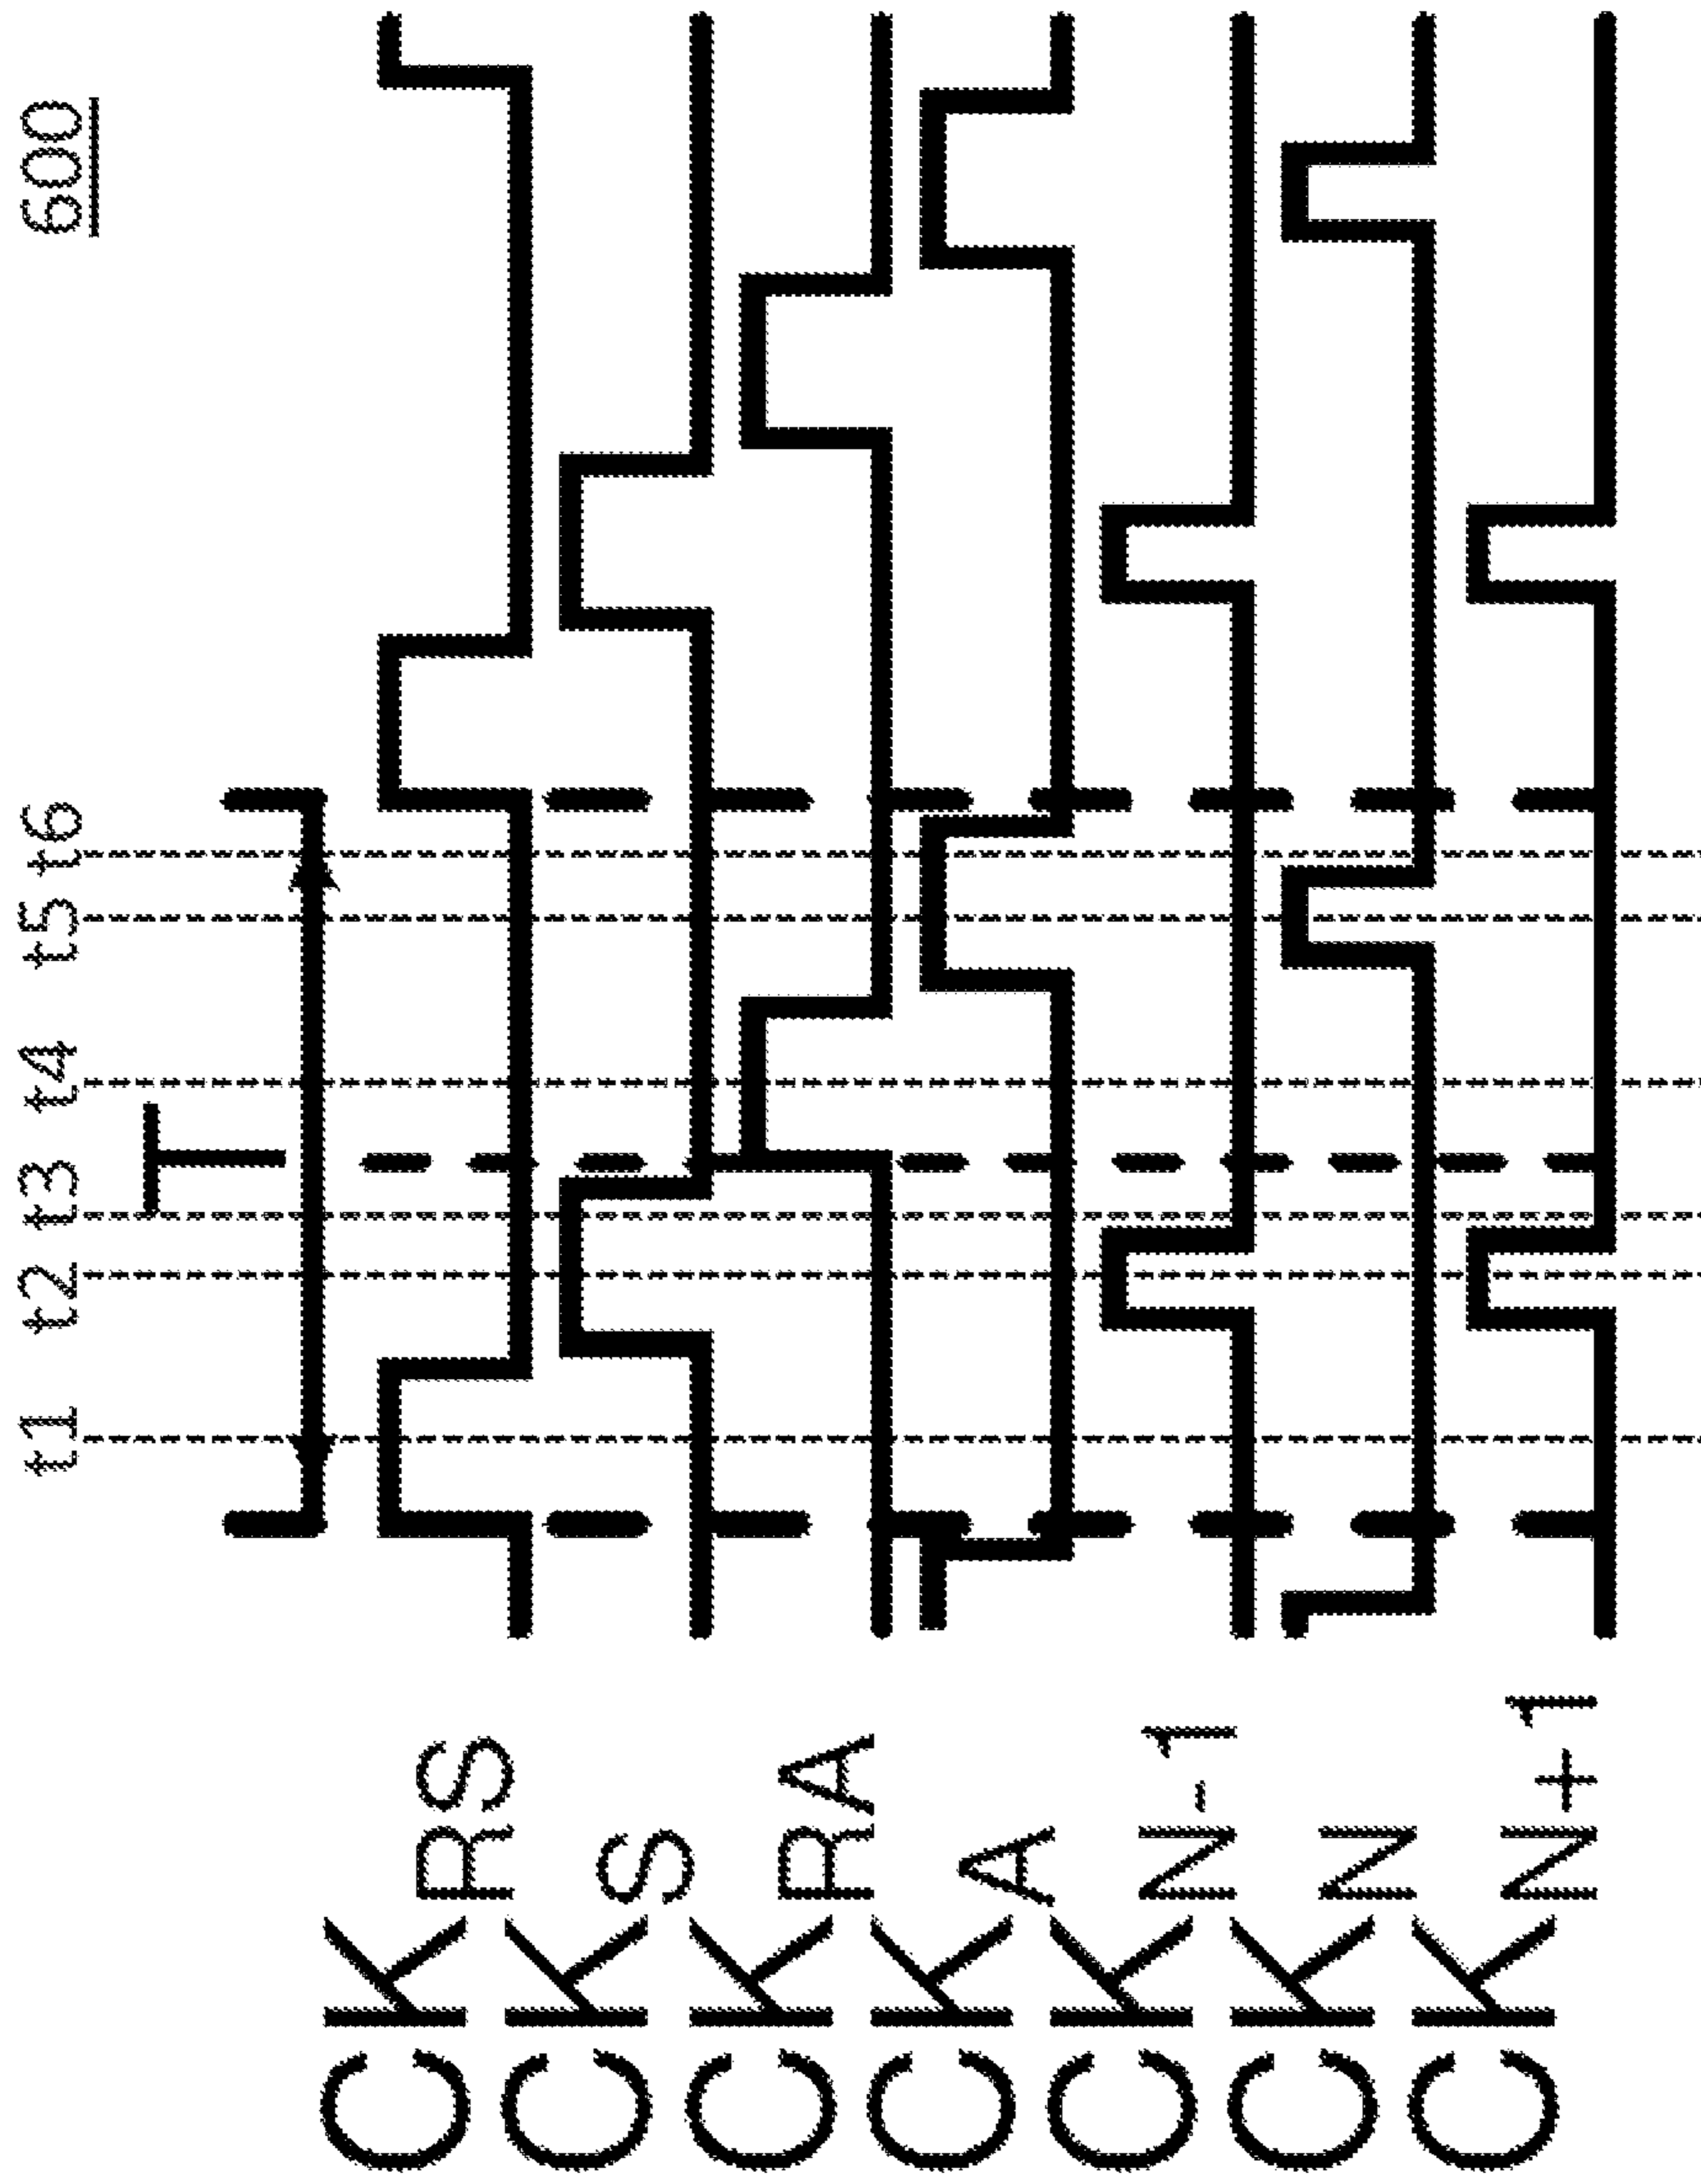 600
t1 t2 t3 t4 t5 t6
T
CKRS
CKS
CKRA
CKA
CKN-1
CKN
CKN+1